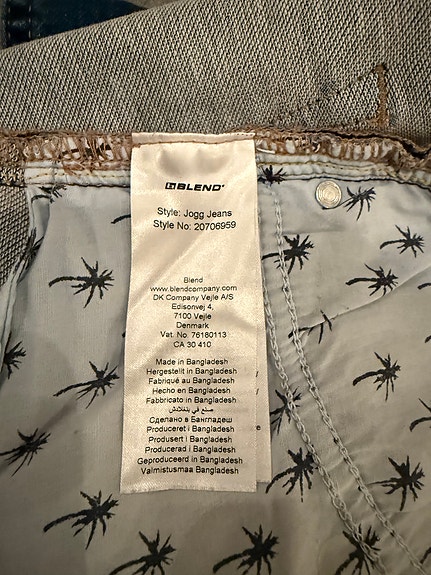 BLEND
Style: Jogg Jeans
Style No: 20706959
Blend
www.blendcompany.com
DK Company Vejle A/S
Edisonvej 4,
7100 Vejle
Denmark
Vat. No. 76180113
CA 30 410
Made in Bangladesh
Hergestellt in Bangladesh
Fabriqué au Bangladesh
Hecho en Bangladesh
Fabbricato in Bangladesh
صنع في بنغلادش
Сделано в Бангладеш
Produceret i Bangladesh
Produsert i Bangladesh
Producerad i Bangladesh
Geproduceerd in Bangladesh
Valmistusmaa Bangladesh